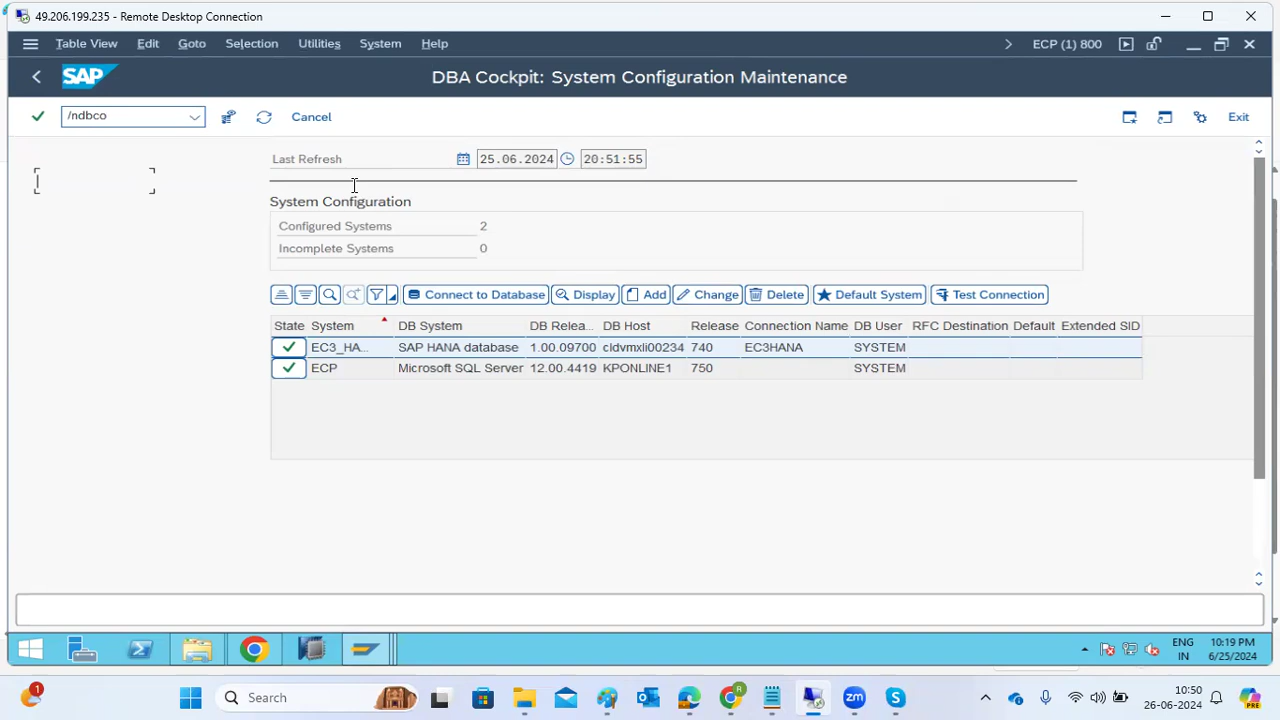 49.206.199.235 - Remote Desktop Connection
Table View Edit Goto Selection Utilities System Help ECP (1) 800
SAP DBA Cockpit: System Configuration Maintenance
/ndbco Cancel Exit
Last Refresh 25.06.2024 20:51:55
System Configuration
Configured Systems 2
Incomplete Systems 0
Connect to Database Display Add Change Delete Default System Test Connection
State System DB System DB Relea... DB Host Release Connection Name DB User RFC Destination Default Extended SID
EC3_HA... SAP HANA database 1.00.09700 cldvmxli00234 740 EC3HANA SYSTEM
ECP Microsoft SQL Server 12.00.4419 KPONLINE1 750 SYSTEM
ENG 10:19 PM
IN 6/25/2024
1 Search zm S PRE 10:50
26-06-2024